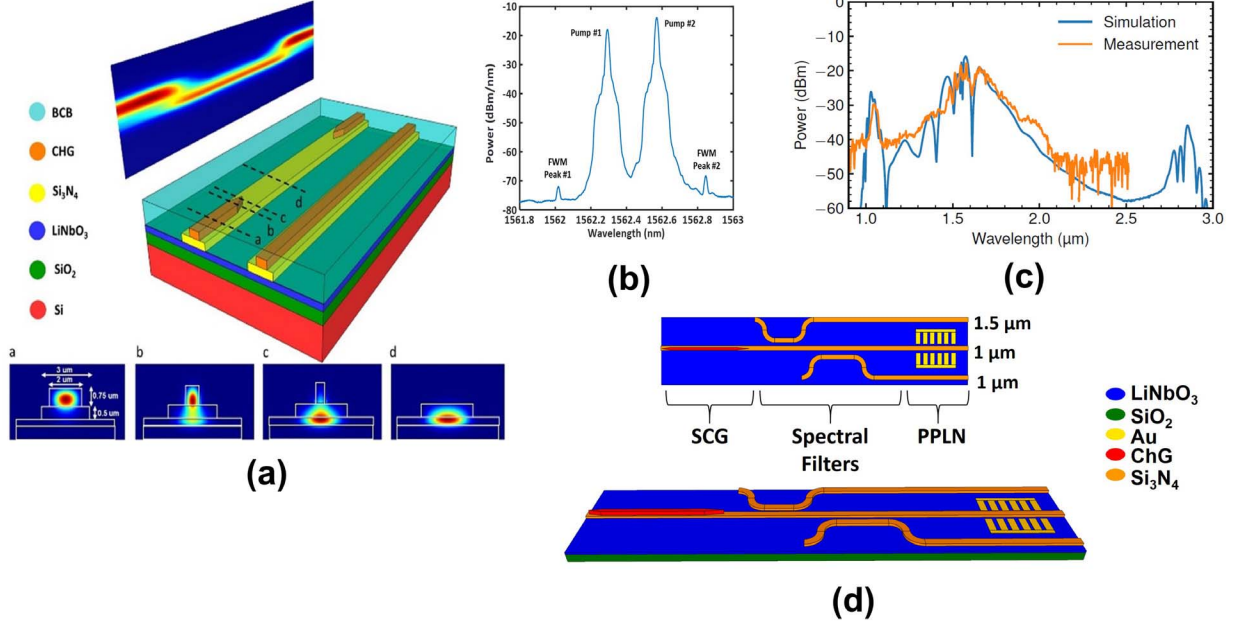 BCB
CHG
Si₃N₄
LiNbO₃
SiO₂
Si
a
b
c
d
a
b
c
d
3 um
2 um
0.75 um
0.5 um
(a)
-10
-20
-30
-40
-50
-60
-70
-80
Power (dBm/nm)
Pump #1
Pump #2
FWM
Peak #1
FWM
Peak #2
1561.8
1562
1562.2
1562.4
1562.6
1562.8
1563
Wavelength (nm)
(b)
0
−10
−20
−30
−40
−50
−60
Power (dBm)
Simulation
Measurement
1.0
1.5
2.0
2.5
3.0
Wavelength (μm)
(c)
1.5 μm
1 μm
1 μm
SCG
Spectral
Filters
PPLN
LiNbO₃
SiO₂
Au
ChG
Si₃N₄
(d)